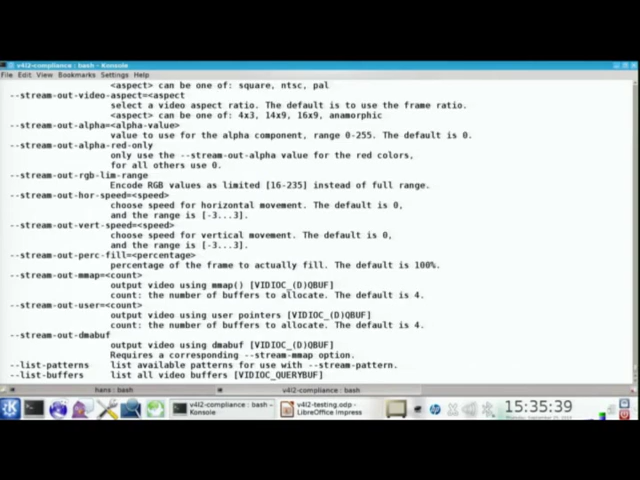 v4l2-compliance : bash – Konsole
File Edit View Bookmarks Settings Help
<aspect> can be one of: square, ntsc, pal
--stream-out-video-aspect=<aspect
select a video aspect ratio. The default is to use the frame ratio.
<aspect> can be one of: 4x3, 14x9, 16x9, anamorphic
--stream-out-alpha=<alpha-value>
value to use for the alpha component, range 0-255. The default is 0.
--stream-out-alpha-red-only
only use the --stream-out-alpha value for the red colors,
for all others use 0.
--stream-out-rgb-lim-range
Encode RGB values as limited [16-235] instead of full range.
--stream-out-hor-speed=<speed>
choose speed for horizontal movement. The default is 0,
and the range is [-3...3].
--stream-out-vert-speed=<speed>
choose speed for vertical movement. The default is 0,
and the range is [-3...3].
--stream-out-perc-fill=<percentage>
percentage of the frame to actually fill. The default is 100%.
--stream-out-mmap=<count>
output video using mmap() [VIDIOC_(D)QBUF]
count: the number of buffers to allocate. The default is 4.
--stream-out-user=<count>
output video using user pointers [VIDIOC_(D)QBUF]
count: the number of buffers to allocate. The default is 4.
--stream-out-dmabuf
output video using dmabuf [VIDIOC_(D)QBUF]
Requires a corresponding --stream-mmap option.
--list-patterns list available patterns for use with --stream-pattern.
--list-buffers list all video buffers [VIDIOC_QUERYBUF]
hans : bash
v4l2-compliance : bash
v4l2-compliance : bash –
Konsole
v4l2-testing.odp –
LibreOffice Impress
hp
15:35:39